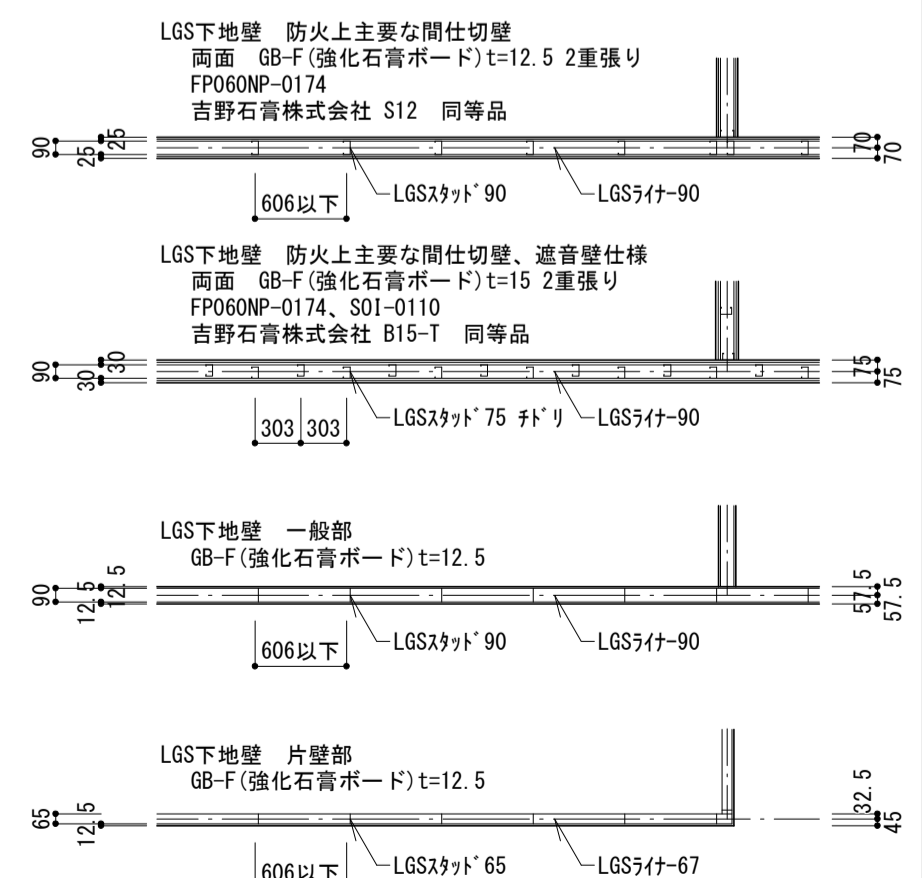 LGS下地壁 防火上主要な間仕切壁
両面 GB-F(強化石膏ボード)t=12.5 2重張り
FP060NP-0174
吉野石膏株式会社 S12 同等品
90
25
25
70
70
606以下
LGSｽﾀｯﾄﾞ90
LGSﾗｲﾅｰ90
LGS下地壁 防火上主要な間仕切壁、遮音壁仕様
両面 GB-F(強化石膏ボード)t=15 2重張り
FP060NP-0174、SOI-0110
吉野石膏株式会社 B15-T 同等品
90
30
30
75
75
303
303
LGSｽﾀｯﾄﾞ75 ﾁﾄﾞﾘ
LGSﾗｲﾅｰ90
LGS下地壁 一般部
GB-F(強化石膏ボード)t=12.5
90
12.5
12.5
57.5
57.5
606以下
LGSｽﾀｯﾄﾞ90
LGSﾗｲﾅｰ90
LGS下地壁 片壁部
GB-F(強化石膏ボード)t=12.5
65
12.5
32.5
45
606以下
LGSｽﾀｯﾄﾞ65
LGSﾗｲﾅｰ67